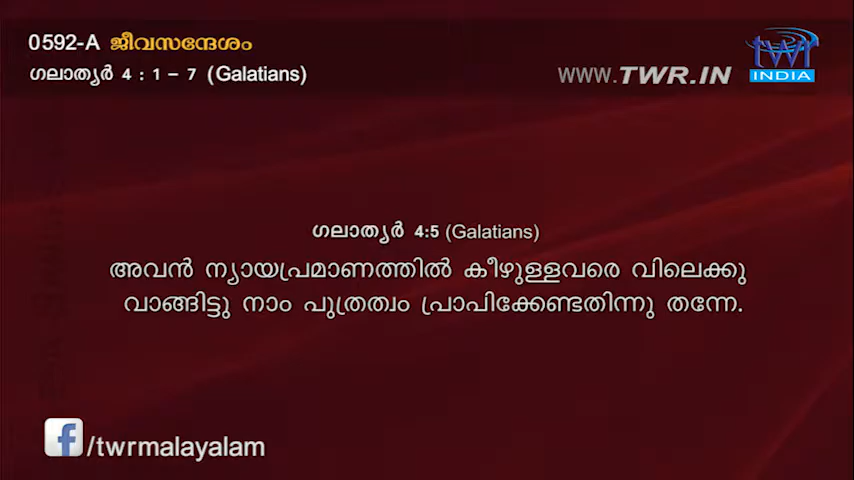 0592-A ജീവസന്ദേശം
ഗലാത്യർ 4 : 1 – 7 (Galatians)
WWW.TWR.IN
twr
INDIA
ഗലാത്യർ 4:5 (Galatians)
അവൻ ന്യായപ്രമാണത്തിൽ കീഴുള്ളവരെ വിലെക്കു
വാങ്ങിട്ടു നാം പുത്രത്വം പ്രാപിക്കേണ്ടതിന്നു തന്നേ.
f/twrmalayalam